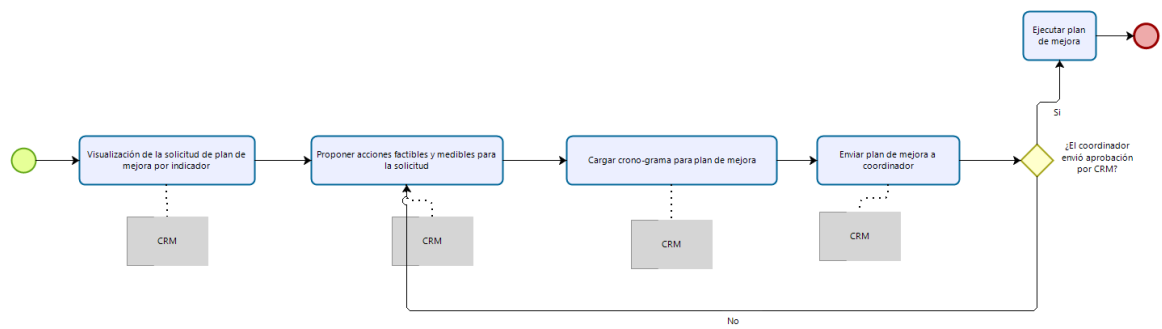 Ejecutar plan
de mejora
Si
Visualización de la solicitud de plan de
mejora por indicador
Proponer acciones factibles y medibles para
la solicitud
Cargar crono-grama para plan de mejora
Enviar plan de mejora a
coordinador
¿El coordinador
envió aprobación
por CRM?
CRM
CRM
CRM
CRM
No